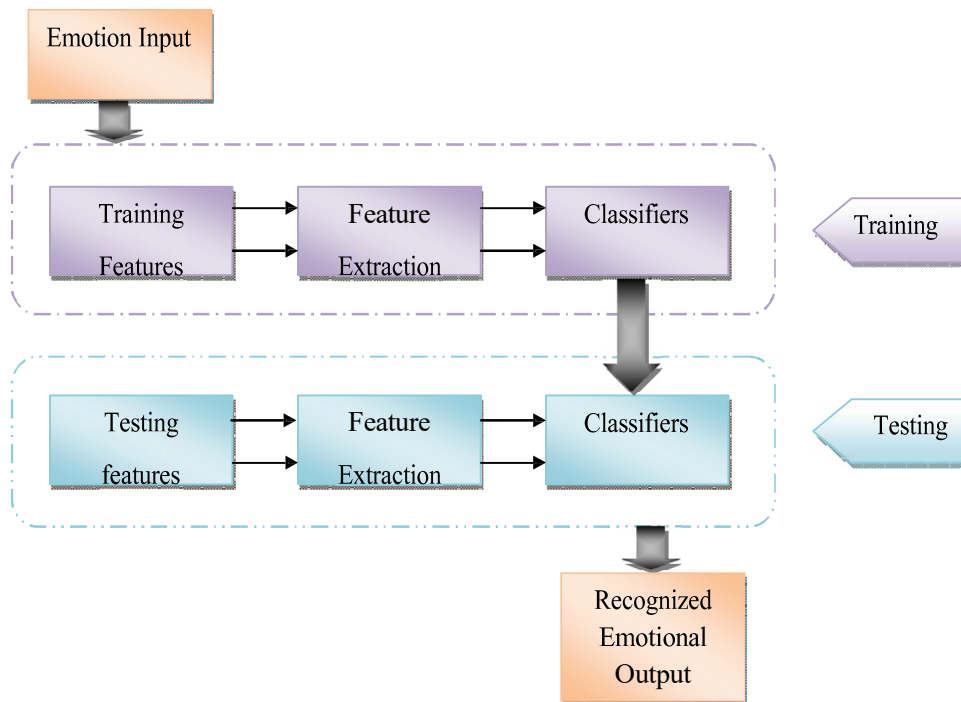 Emotion Input
Training
Features
Feature
Extraction
Classifiers
Training
Testing
features
Feature
Extraction
Classifiers
Testing
Recognized
Emotional
Output